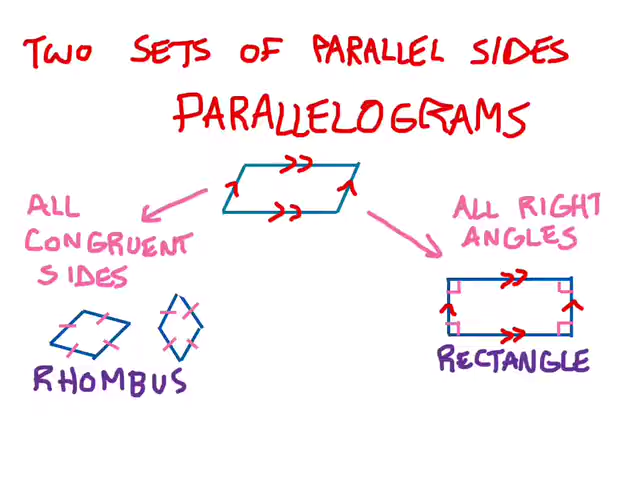 TWO SETS OF PARALLEL SIDES
PARALLELOGRAMS
ALL
CONGRUENT
SIDES
ALL RIGHT
ANGLES
RHOMBUS
RECTANGLE